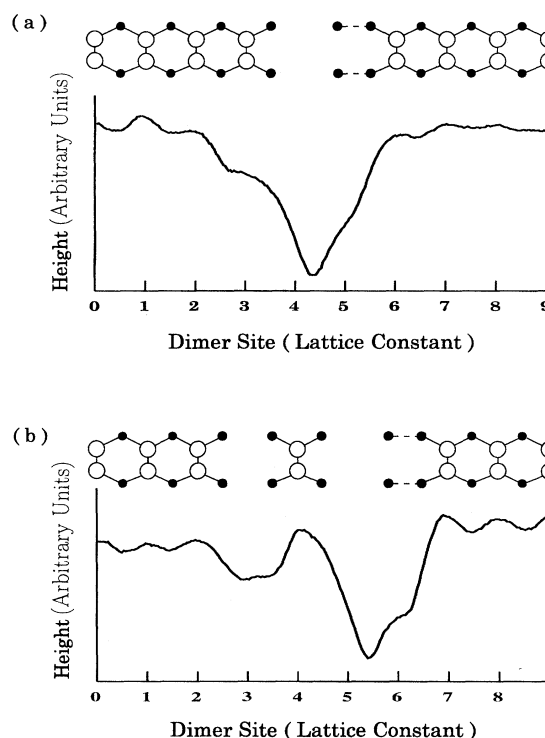 (a)
Height (Arbitrary Units)
0 1 2 3 4 5 6 7 8 9
Dimer Site ( Lattice Constant )
(b)
Height (Arbitrary Units)
0 1 2 3 4 5 6 7 8
Dimer Site ( Lattice Constant )